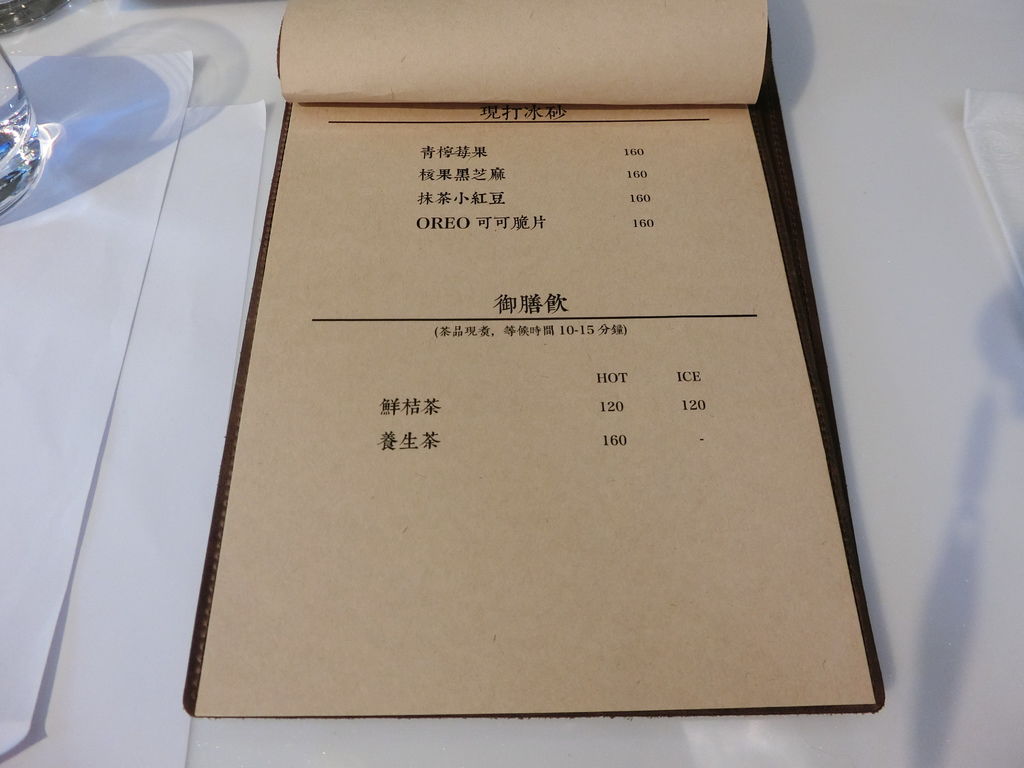 現打冰砂
青檸莓果 160
核果黑芝麻 160
抹茶小紅豆 160
OREO 可可脆片 160
御膳飲
(茶品現煮, 等候時間 10-15 分鐘)
HOT ICE
鮮桔茶 120 120
養生茶 160 -